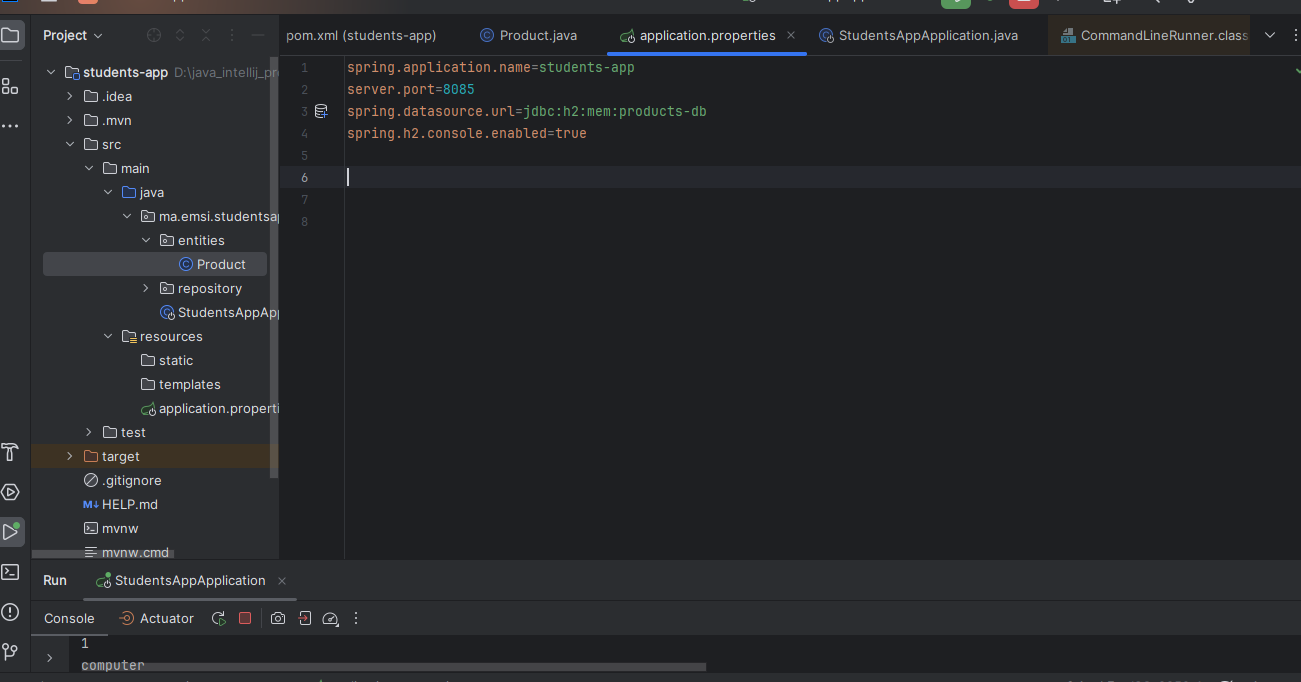 Project
pom.xml (students-app)
Product.java
application.properties
StudentsAppApplication.java
CommandLineRunner.class
students-app D:\java_intellij_pr
.idea
.mvn
src
main
java
ma.emsi.studentsap
entities
Product
repository
StudentsAppApp
resources
static
templates
application.properti
test
target
.gitignore
HELP.md
mvnw
mvnw.cmd
1 spring.application.name=students-app
2 server.port=8085
3 spring.datasource.url=jdbc:h2:mem:products-db
4 spring.h2.console.enabled=true
5
6
7
8
Run
StudentsAppApplication
Console
Actuator
1
computer